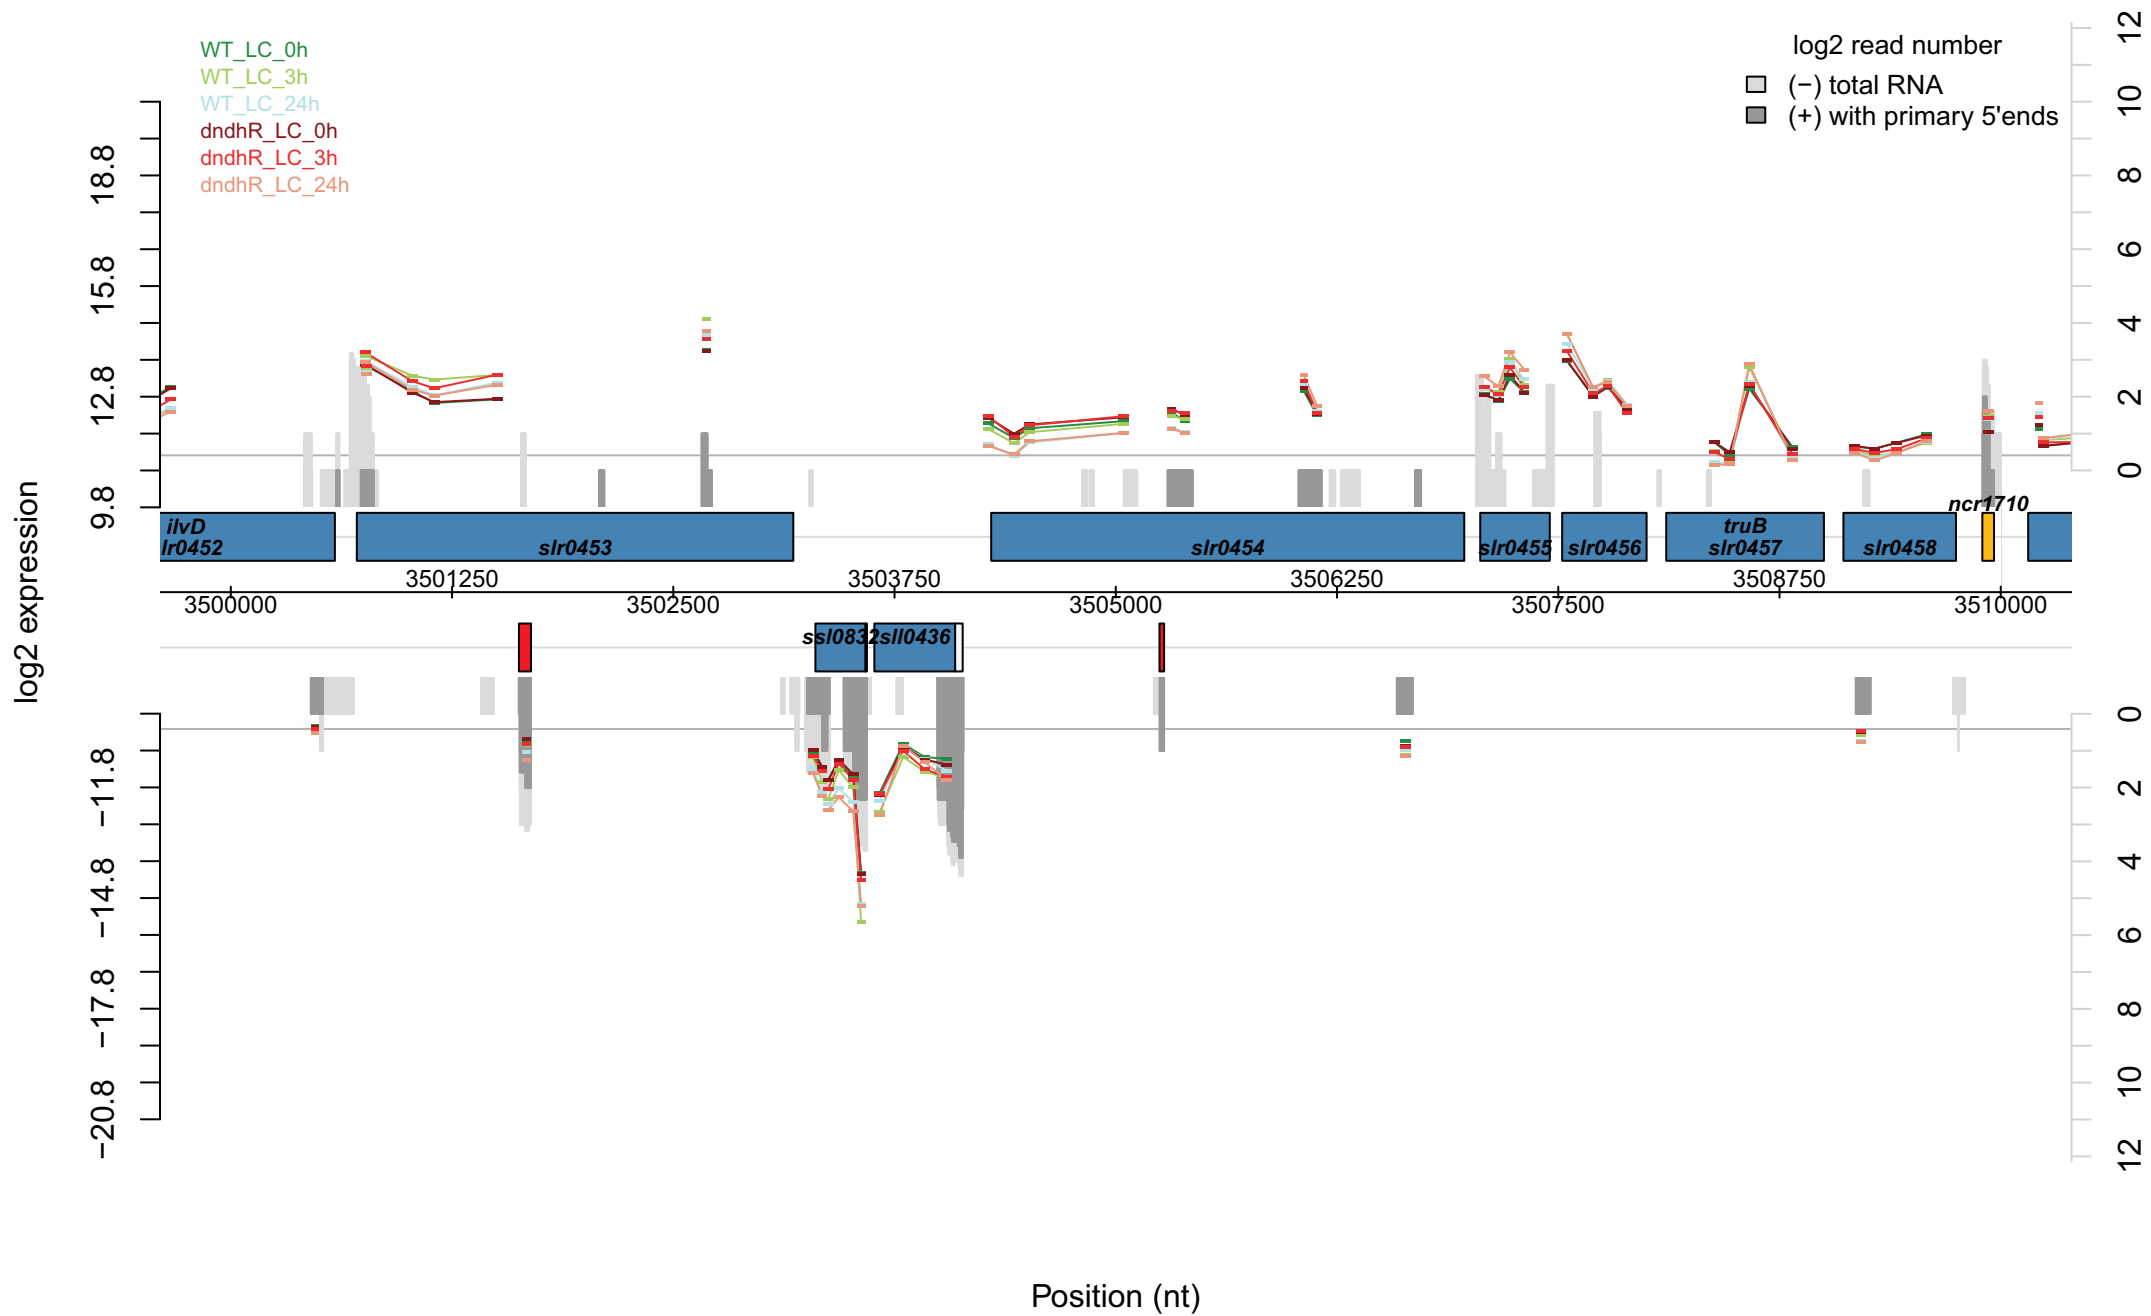 WT_LC_0h
WT_LC_3h
WT_LC_24h
dndhR_LC_0h
dndhR_LC_3h
dndhR_LC_24h
log2 read number
(−) total RNA
(+) with primary 5'ends
log2 expression
18.8
15.8
12.8
9.8
12
10
8
6
4
2
0
ncr1710
ilvD
lr0452
slr0453
slr0454
slr0455
slr0456
truB
slr0457
slr0458
3501250
3503750
3506250
3508750
3500000
3502500
3505000
3507500
3510000
ssl0832
sll0436
−11.8
−14.8
−17.8
−20.8
0
2
4
6
8
10
12
Position (nt)